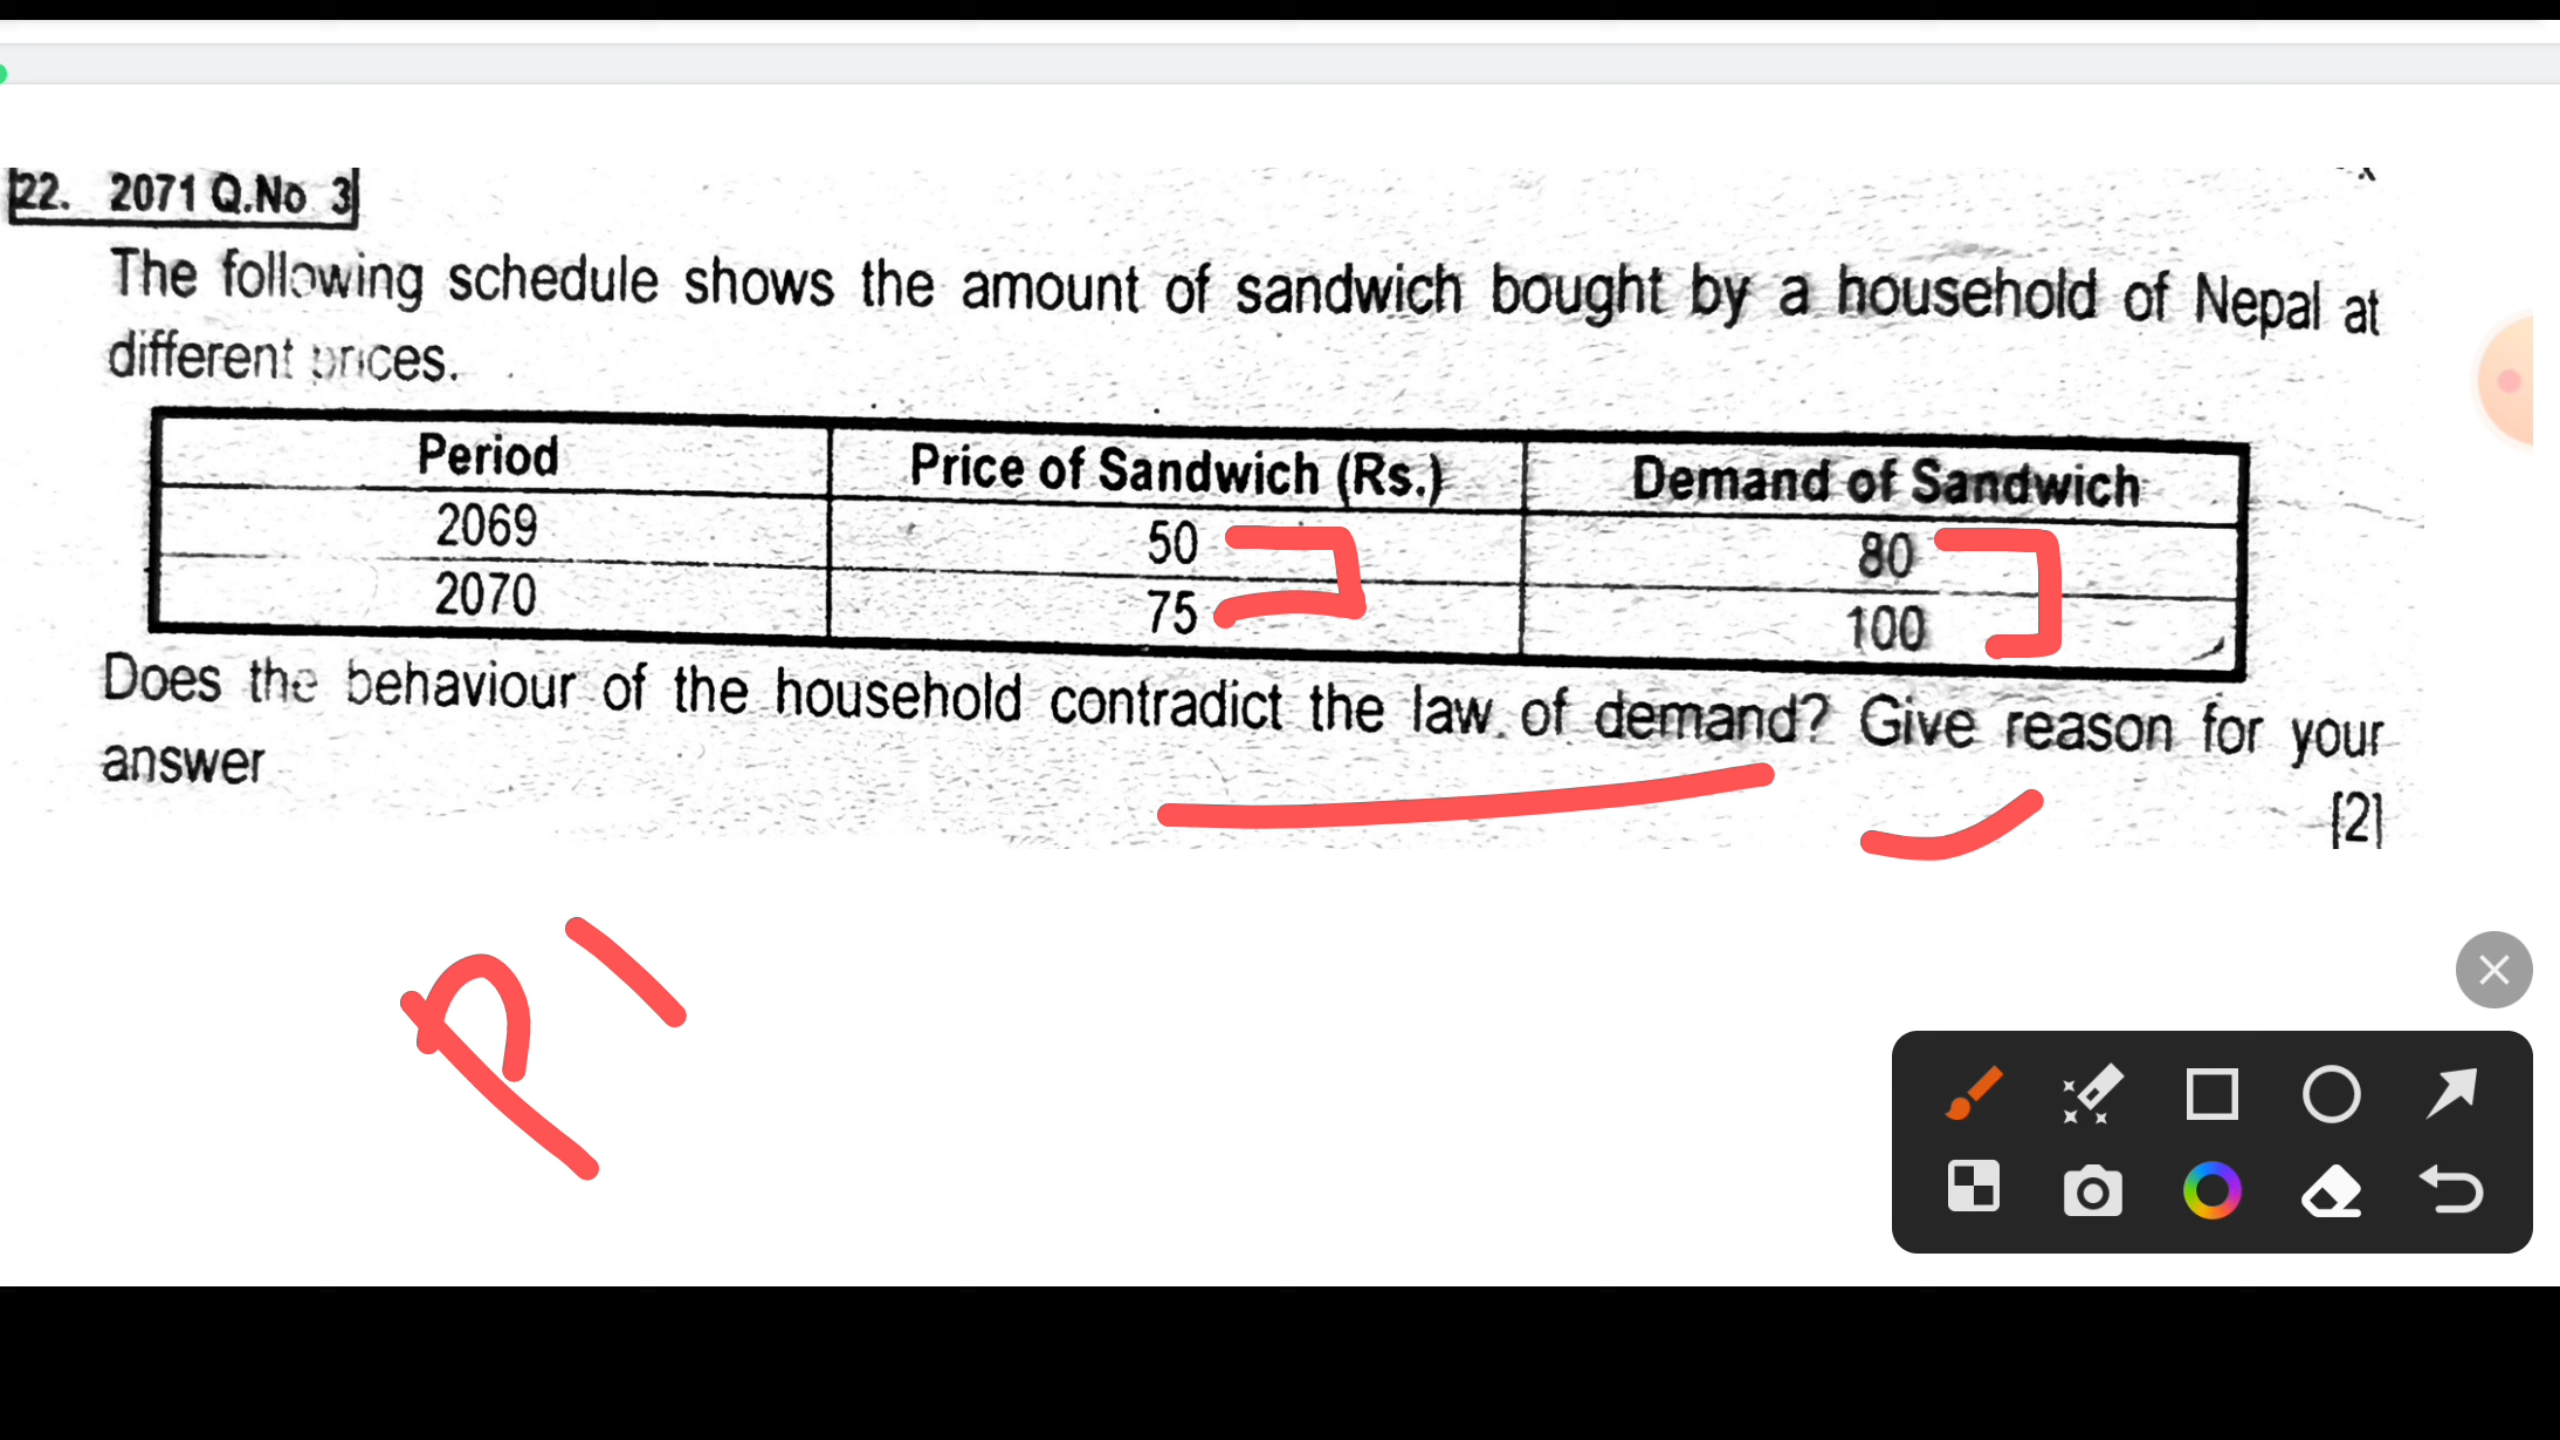 22. 2071 Q.No 3
The following schedule shows the amount of sandwich bought by a household of Nepal at
different prices.
Period Price of Sandwich (Rs.) Demand of Sandwich
2069 50 80
2070 75 100
Does the behaviour of the household contradict the law of demand? Give reason for your
answer
[2]
P